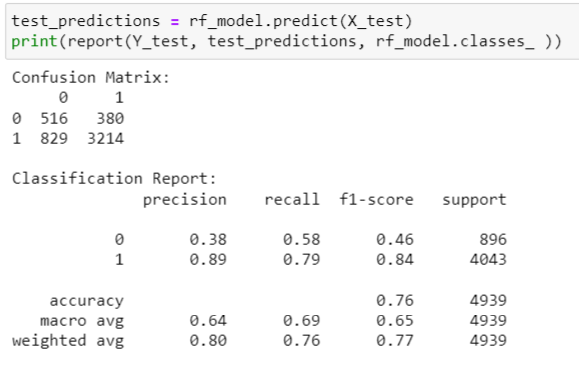 test_predictions = rf_model.predict(X_test)
print(report(Y_test, test_predictions, rf_model.classes_ ))
Confusion Matrix:
0 1
0 516 380
1 829 3214
Classification Report:
precision recall f1-score support
0 0.38 0.58 0.46 896
1 0.89 0.79 0.84 4043
accuracy 0.76 4939
macro avg 0.64 0.69 0.65 4939
weighted avg 0.80 0.76 0.77 4939